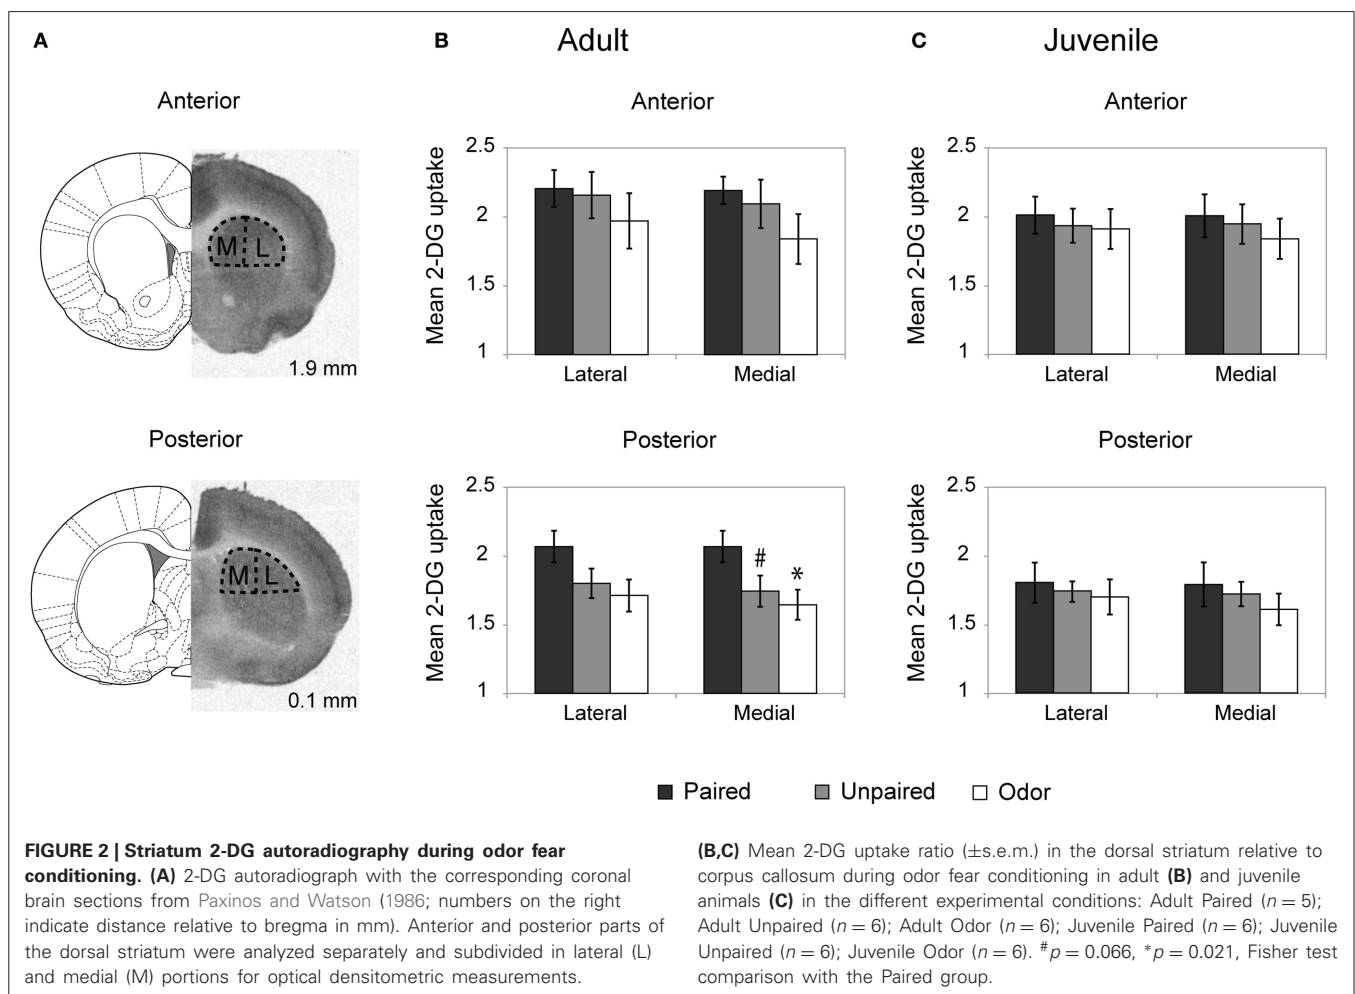 A
B
Adult
C
Juvenile
Anterior
M
L
1.9 mm
Posterior
M
L
0.1 mm
Anterior
Mean 2-DG uptake
2.5
2
1.5
1
Lateral
Medial
Posterior
Mean 2-DG uptake
2.5
2
1.5
1
#
*
Lateral
Medial
Anterior
Mean 2-DG uptake
2.5
2
1.5
1
Lateral
Medial
Posterior
Mean 2-DG uptake
2.5
2
1.5
1
Lateral
Medial
Paired
Unpaired
Odor
FIGURE 2 | Striatum 2-DG autoradiography during odor fear
conditioning. (A) 2-DG autoradiograph with the corresponding coronal
brain sections from Paxinos and Watson (1986; numbers on the right
indicate distance relative to bregma in mm). Anterior and posterior parts of
the dorsal striatum were analyzed separately and subdivided in lateral (L)
and medial (M) portions for optical densitometric measurements.
(B,C) Mean 2-DG uptake ratio (±s.e.m.) in the dorsal striatum relative to
corpus callosum during odor fear conditioning in adult (B) and juvenile
animals (C) in the different experimental conditions: Adult Paired (n = 5);
Adult Unpaired (n = 6); Adult Odor (n = 6); Juvenile Paired (n = 6); Juvenile
Unpaired (n = 6); Juvenile Odor (n = 6). #p = 0.066, *p = 0.021, Fisher test
comparison with the Paired group.